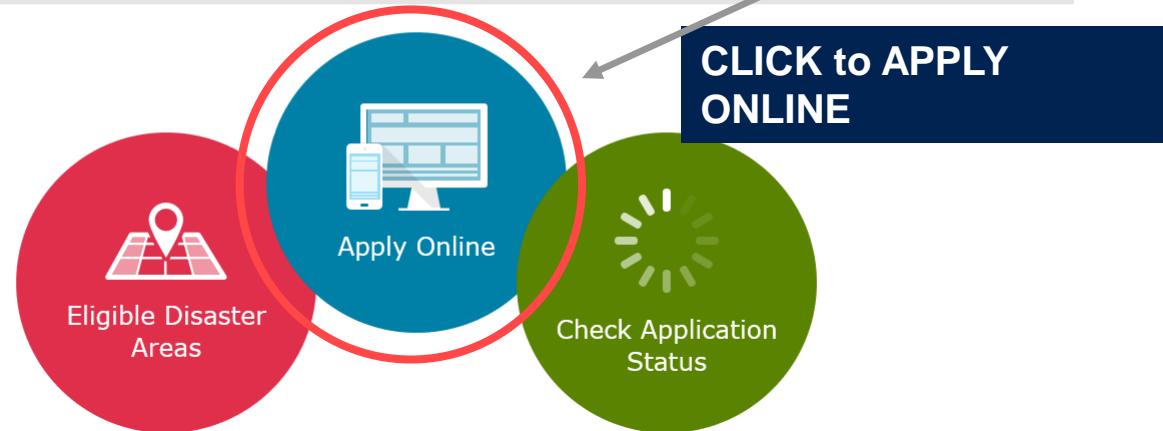 CLICK to APPLY
ONLINE
Apply Online
Eligible Disaster
Areas
Check Application
Status